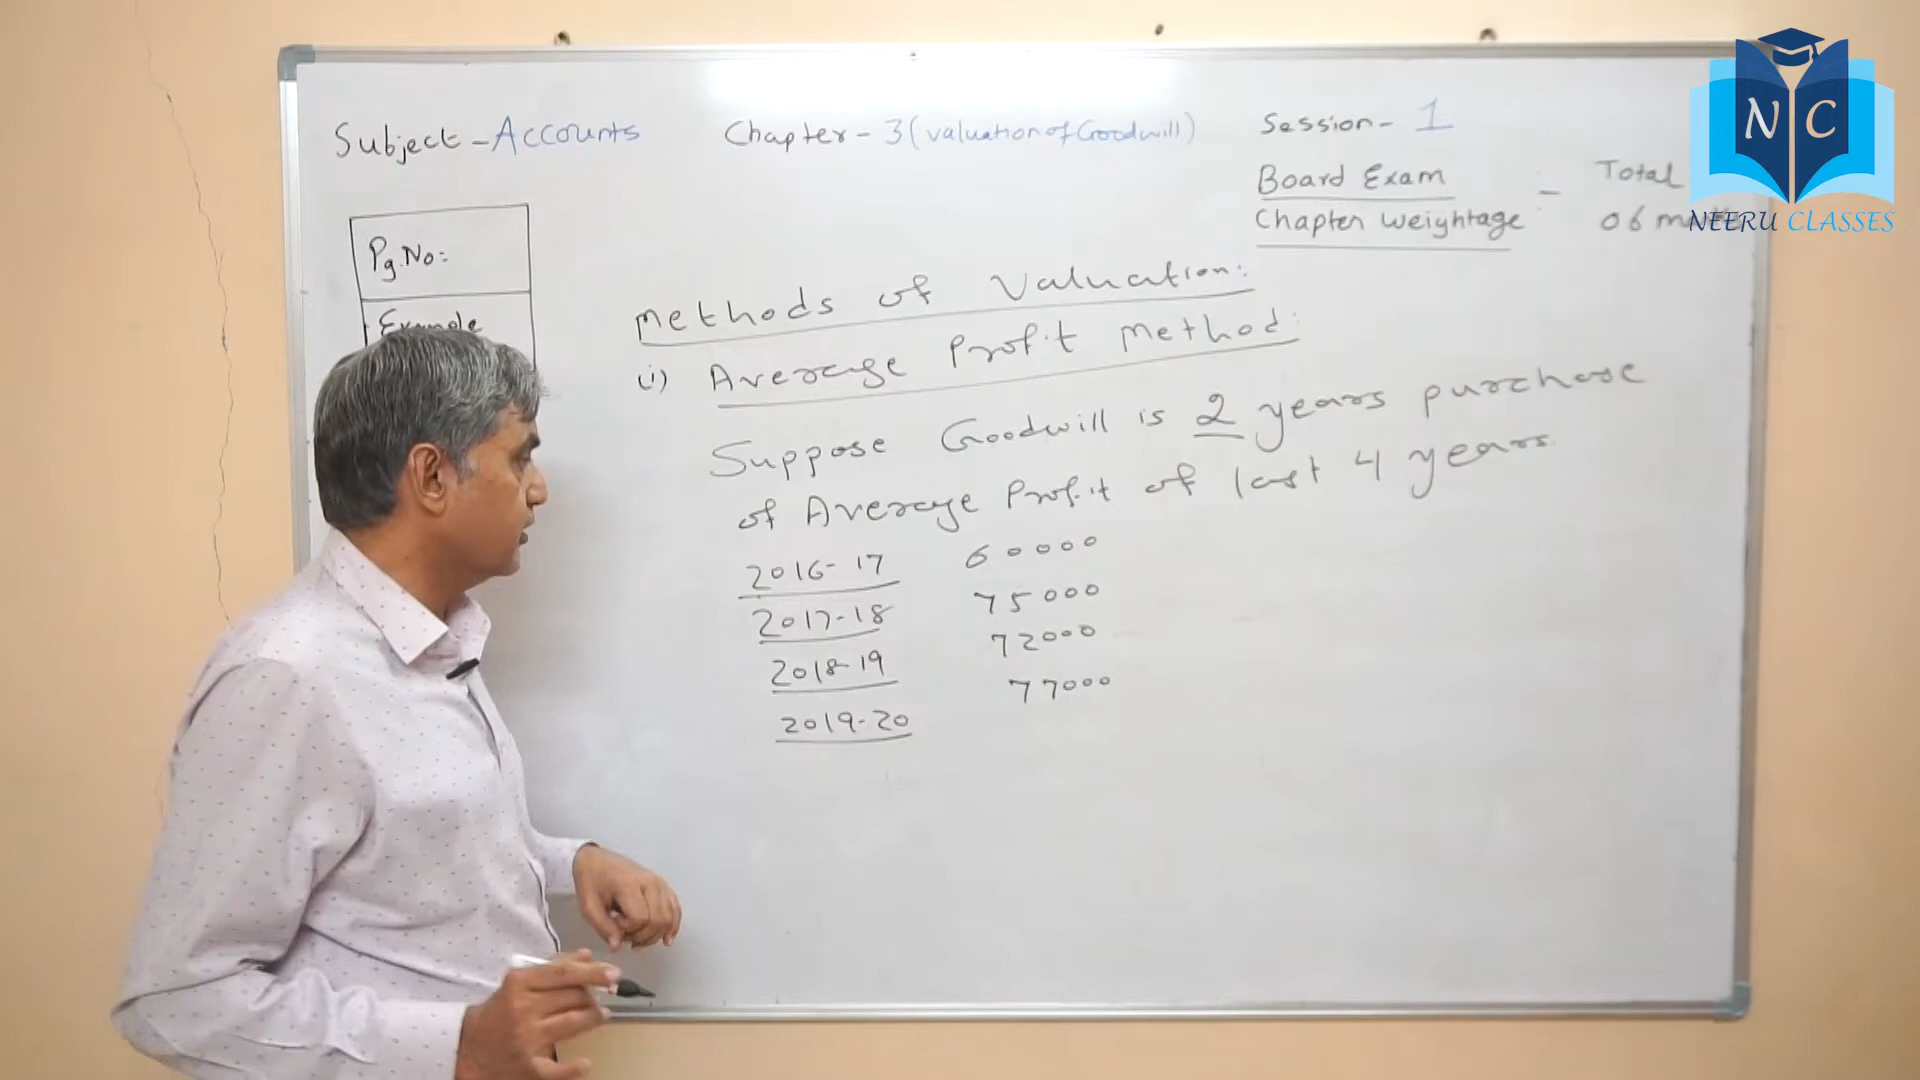 Subject - Accounts Chapter - 3 (valuation of Goodwill) Session - 1
Board Exam
Chapter Weightage - Total
06
N C
NEERU CLASSES
Pg.No:
Example
Methods of Valuation:
(i) Average Profit Method:
Suppose Goodwill is 2 years purchase
of Average Profit of last 4 years
2016-17 60000
2017-18 75000
2018-19 72000
2019-20 77000